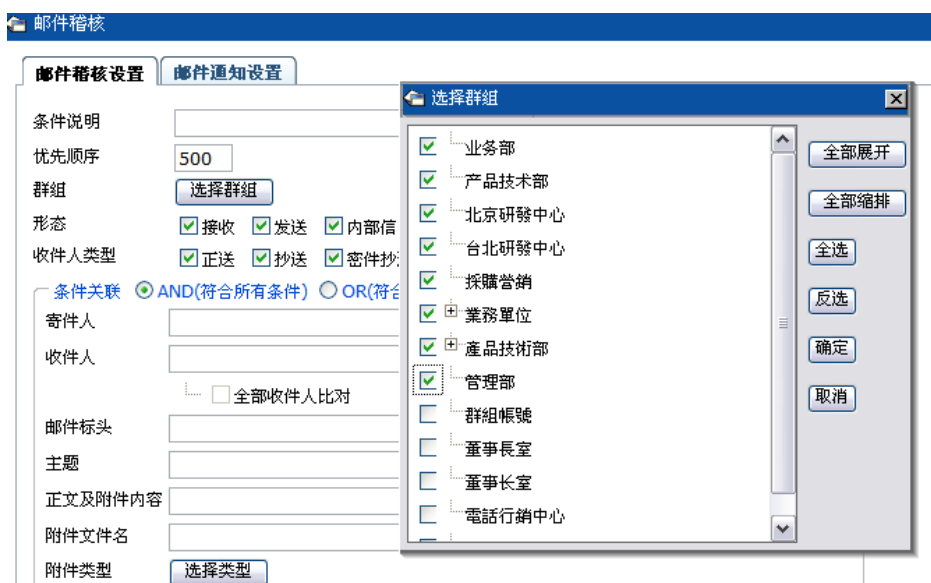 邮件稽核
邮件稽核设置 邮件通知设置
条件说明
优先顺序 500
群组 选择群组
形态 接收 发送 内部信
收件人类型 正送 抄送 密件抄
条件关联 AND(符合所有条件) OR(符合
寄件人
收件人
全部收件人比对
邮件标头
主题
正文及附件内容
附件文件名
附件类型 选择类型
选择群组
业务部
产品技术部
北京研發中心
台北研發中心
採購營銷
業務單位
產品技術部
管理部
群組帳號
董事長室
董事长室
電話行銷中心
全部展开
全部缩排
全选
反选
确定
取消